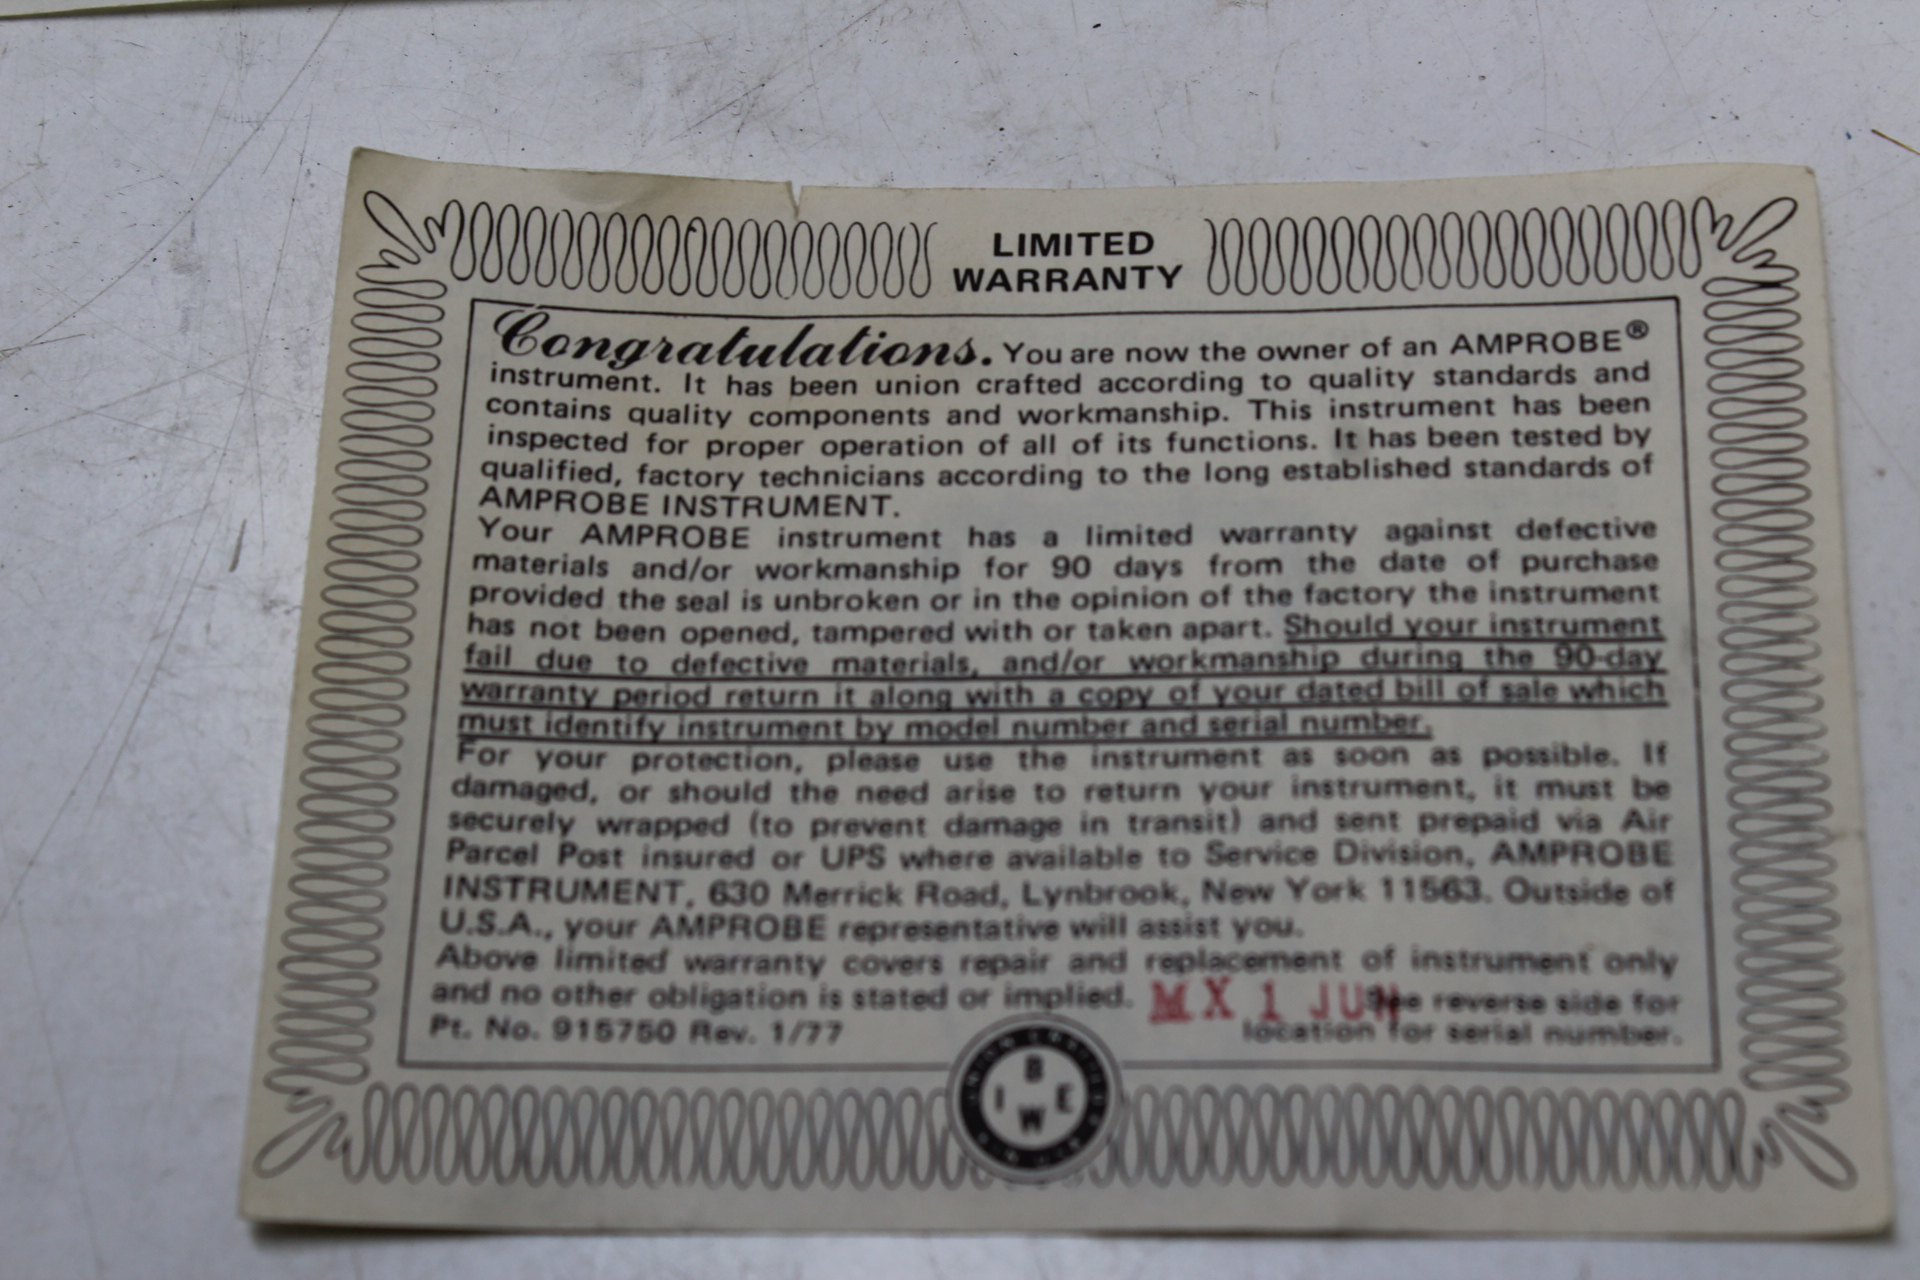 LIMITED
WARRANTY
Congratulations. You are now the owner of an AMPROBE®
instrument. It has been union crafted according to quality standards and
contains quality components and workmanship. This instrument has been
inspected for proper operation of all of its functions. It has been tested by
qualified, factory technicians according to the long established standards of
AMPROBE INSTRUMENT.
Your AMPROBE instrument has a limited warranty against defective
materials and/or workmanship for 90 days from the date of purchase
provided the seal is unbroken or in the opinion of the factory the instrument
has not been opened, tampered with or taken apart. Should your instrument
fail due to defective materials, and/or workmanship during the 90-day
warranty period return it along with a copy of your dated bill of sale which
must identify instrument by model number and serial number.
For your protection, please use the instrument as soon as possible. If
damaged, or should the need arise to return your instrument, it must be
securely wrapped (to prevent damage in transit) and sent prepaid via Air
Parcel Post insured or UPS where available to Service Division, AMPROBE
INSTRUMENT, 630 Merrick Road, Lynbrook, New York 11563. Outside of
U.S.A., your AMPROBE representative will assist you.
Above limited warranty covers repair and replacement of instrument only
and no other obligation is stated or implied. MX 1 JUN See reverse side for
Pt. No. 915750 Rev. 1/77 location for serial number.
B
I E
W